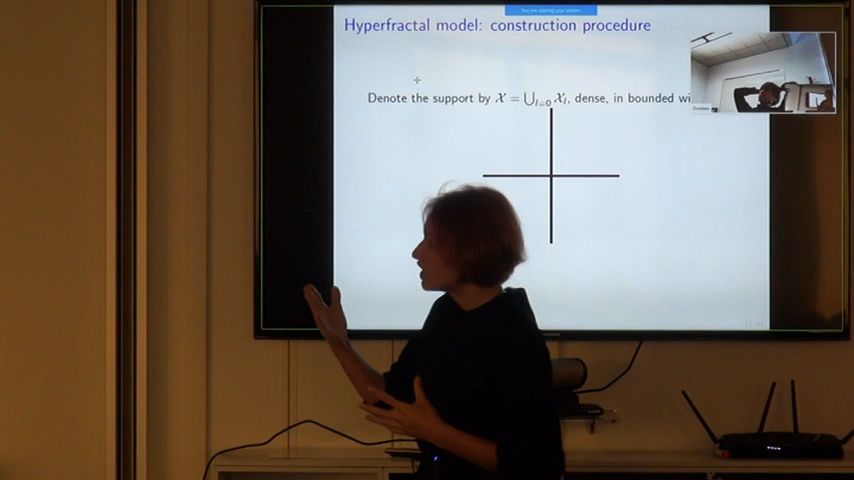 You are sharing your screen
Hyperfractal model: construction procedure
Denote the support by 𝒳 = ⋃_{l=0} 𝒳_l, dense, in bounded wi